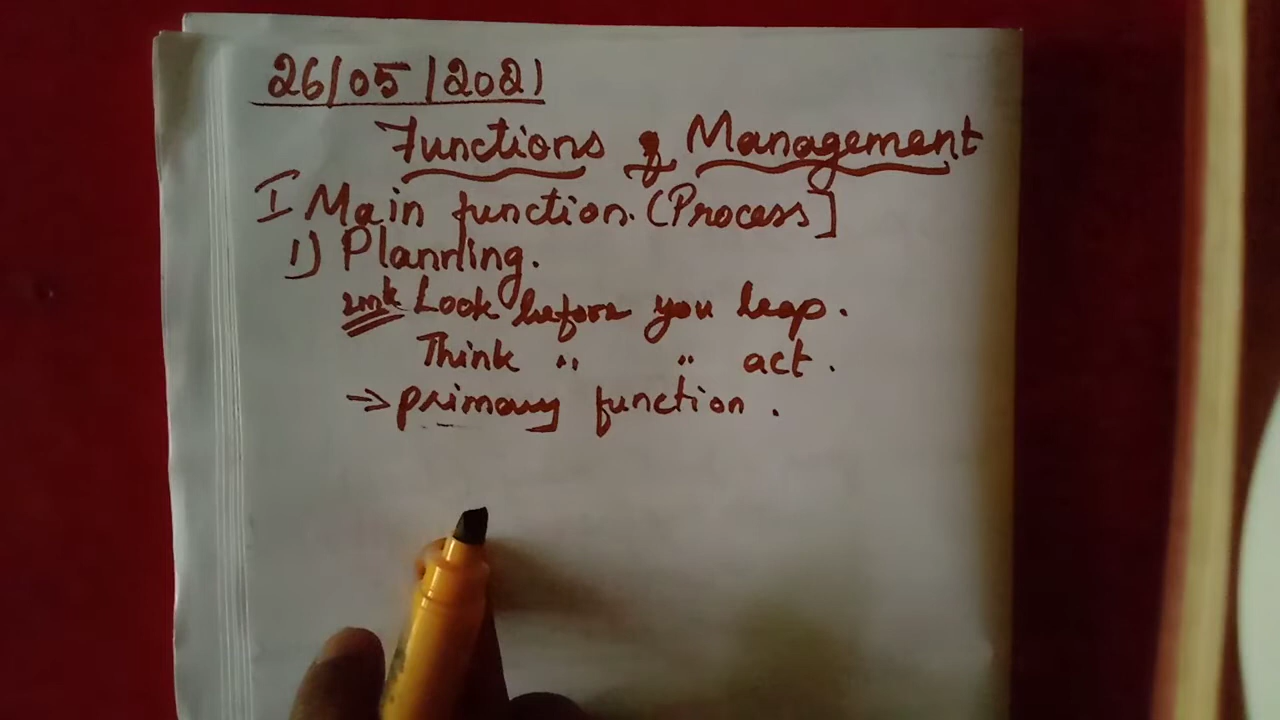 26/05/2021
Functions of Management
I Main function. (Process]
1) Planning.
2mk Look before you leap.
Think " " act.
→ primary function.